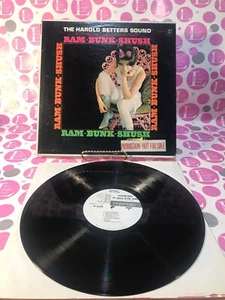 THE HAROLD BETTERS SOUND
RAM-BUNK-SHUSH
RAM-BUNK-SHUSH
RAM-BUNK-SHUSH
RAM-BUNK-SHUSH
PROMOTION-NOT FOR SALE